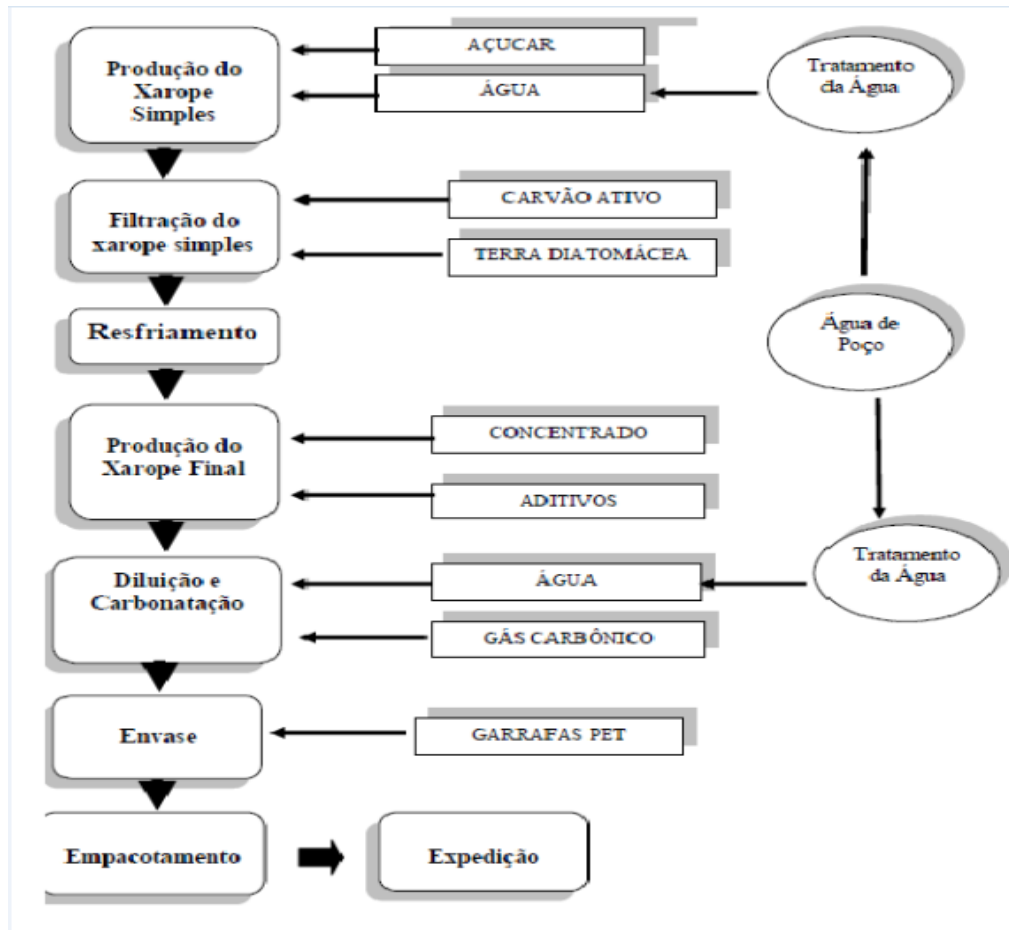 Produção do
Xarope
Simples
AÇUCAR
ÁGUA
Tratamento
da Água
Filtração do
xarope simples
CARVÃO ATIVO
TERRA DIATOMÁCEA
Resfriamento
Água de
Poço
Produção do
Xarope Final
CONCENTRADO
ADITIVOS
Diluição e
Carbonatação
ÁGUA
GÁS CARBÔNICO
Tratamento
da Água
Envase
GARRAFAS PET
Empacotamento
Expedição